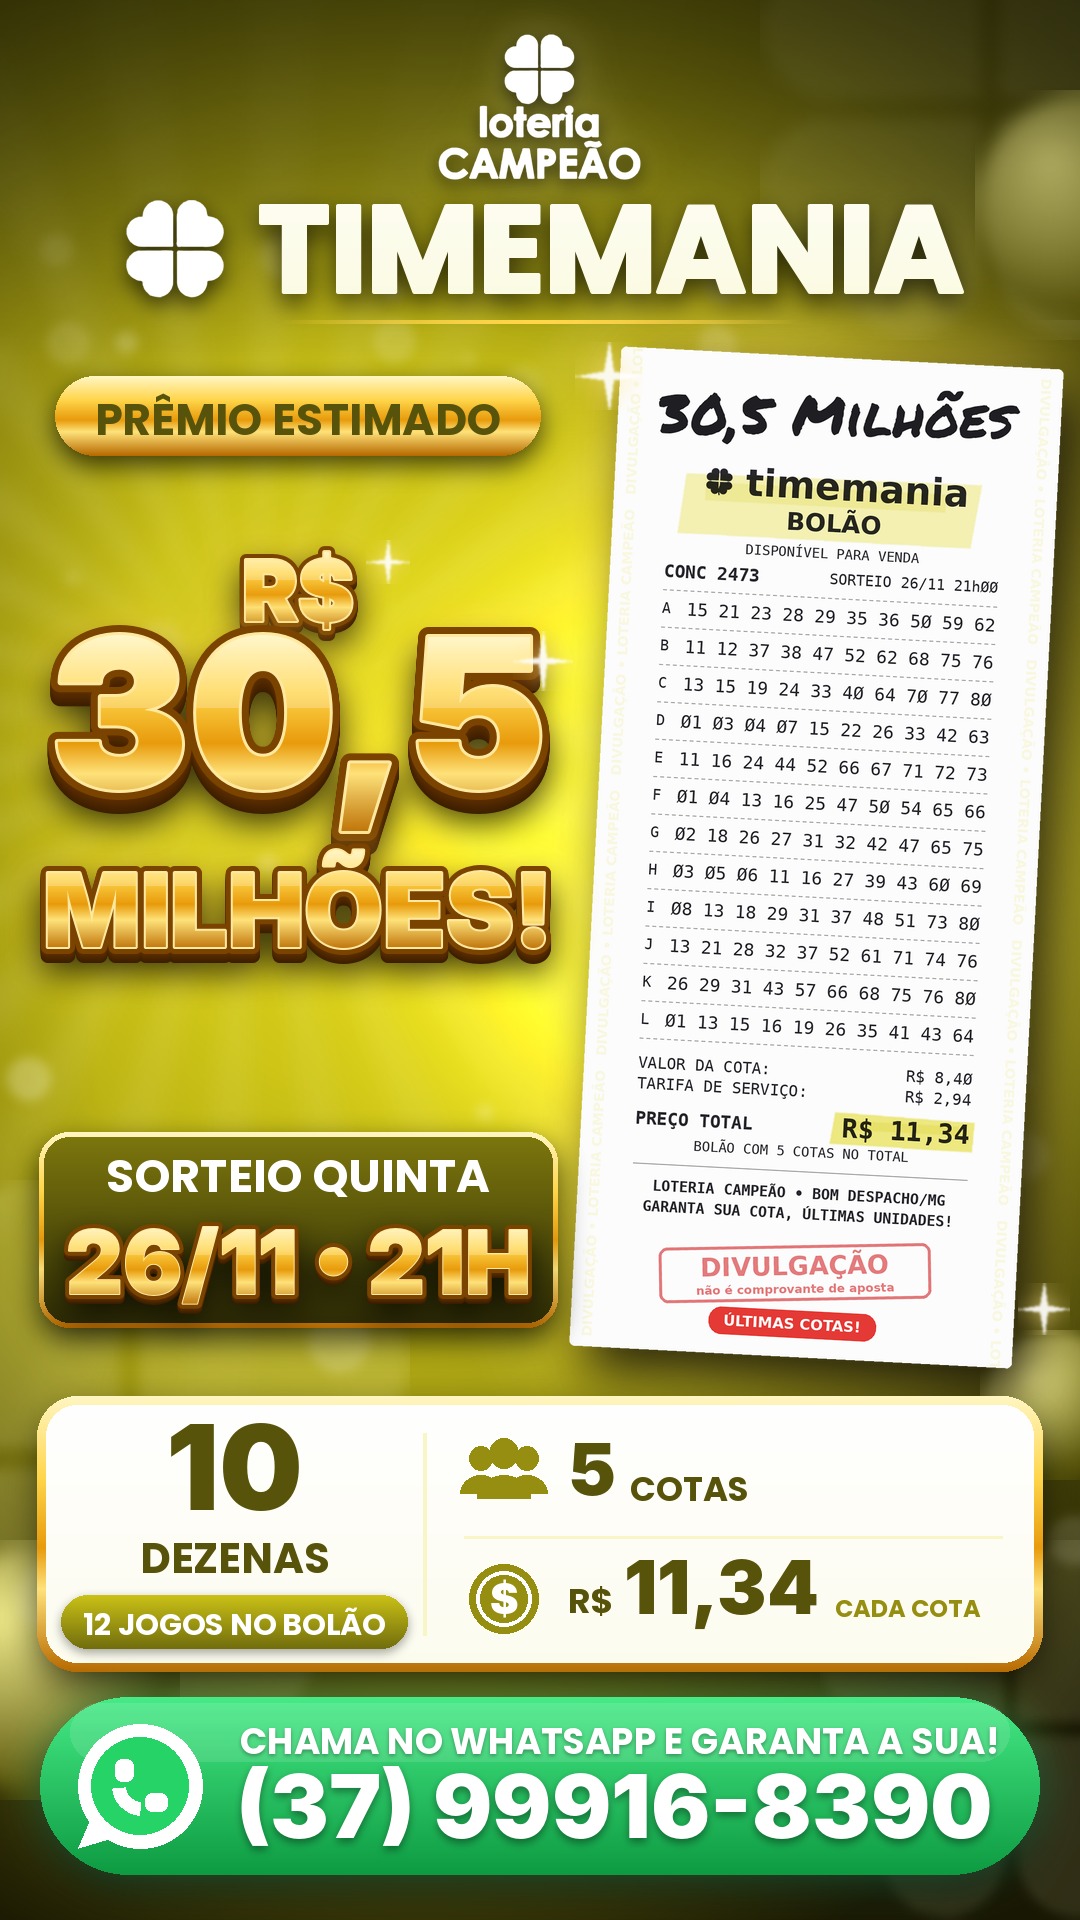 loteria
CAMPEÃO
TIMEMANIA
PRÊMIO ESTIMADO
R$
30,5
MILHÕES!
SORTEIO QUINTA
26/11 • 21H
30,5 MILHÕES
timemania
BOLÃO
DISPONÍVEL PARA VENDA
CONC 2473 SORTEIO 26/11 21h00
A 15 21 23 28 29 35 36 50 59 62
B 11 12 37 38 47 52 62 68 75 76
C 13 15 19 24 33 40 64 70 77 80
D 01 03 04 07 15 22 26 33 42 63
E 11 16 24 44 52 66 67 71 72 73
F 01 04 13 16 25 47 50 54 65 66
G 02 18 26 27 31 32 42 47 65 75
H 03 05 06 11 16 27 39 43 60 69
I 08 13 18 29 31 37 48 51 73 80
J 13 21 28 32 37 52 61 71 74 76
K 26 29 31 43 57 66 68 75 76 80
L 01 13 15 16 19 26 35 41 43 64
VALOR DA COTA: R$ 8,40
TARIFA DE SERVIÇO: R$ 2,94
PREÇO TOTAL R$ 11,34
BOLÃO COM 5 COTAS NO TOTAL
LOTERIA CAMPEÃO • BOM DESPACHO/MG
GARANTA SUA COTA, ÚLTIMAS UNIDADES!
DIVULGAÇÃO
não é comprovante de aposta
ÚLTIMAS COTAS!
10
DEZENAS
12 JOGOS NO BOLÃO
5 COTAS
R$ 11,34 CADA COTA
CHAMA NO WHATSAPP E GARANTA A SUA!
(37) 99916-8390